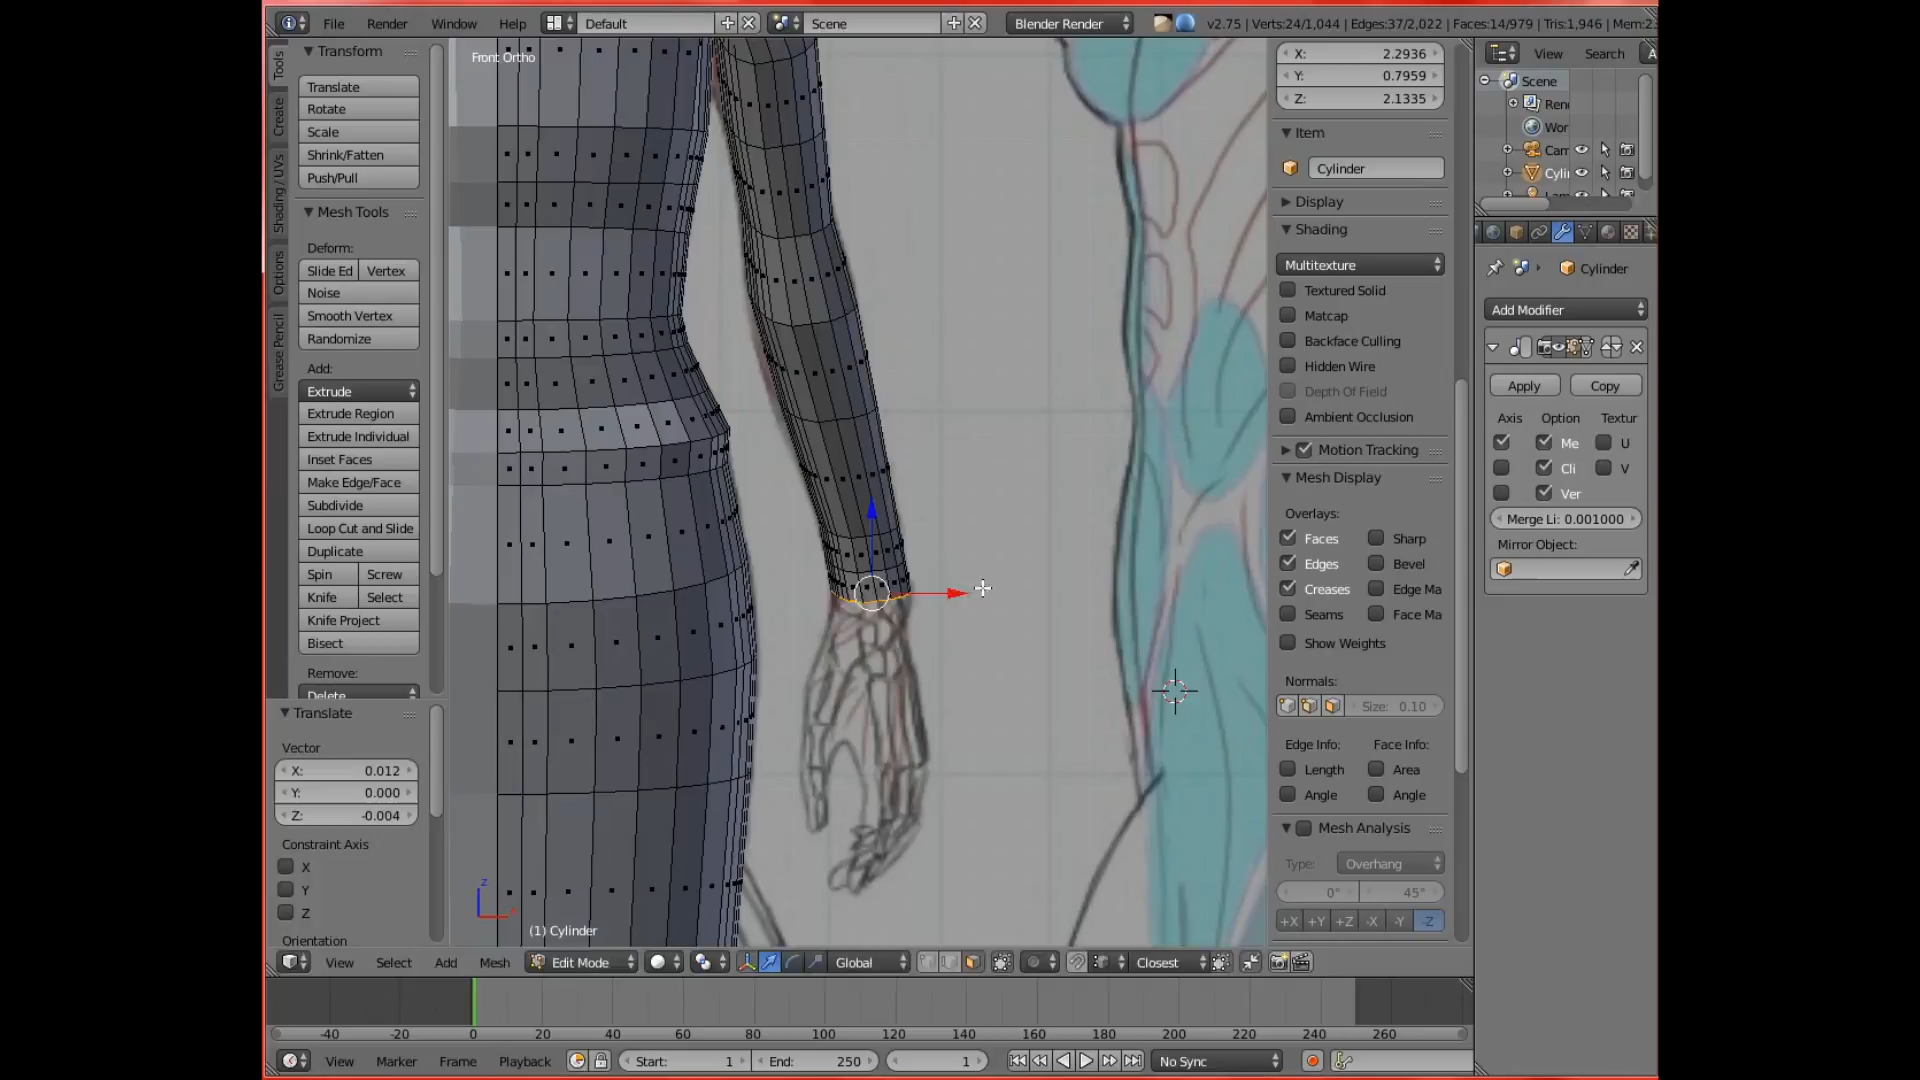 File Render Window Help Default Scene Blender Render v2.75 | Verts:24/1,044 | Edges:37/2,022 | Faces:14/979 | Tris:1,946 | Mem:2
Tools
Create
Shading / UVs
Options
Grease Pencil
Transform
Translate
Rotate
Scale
Shrink/Fatten
Push/Pull
Mesh Tools
Deform:
Slide Ed Vertex
Noise
Smooth Vertex
Randomize
Add:
Extrude
Extrude Region
Extrude Individual
Inset Faces
Make Edge/Face
Subdivide
Loop Cut and Slide
Duplicate
Spin Screw
Knife Select
Knife Project
Bisect
Remove:
Delete
Translate
Vector
X: 0.012
Y: 0.000
Z: -0.004
Constraint Axis
X
Y
Z
Orientation
Front Ortho
z
(1) Cylinder
X: 2.2936
Y: 0.7959
Z: 2.1335
Item
Cylinder
Display
Shading
Multitexture
Textured Solid
Matcap
Backface Culling
Hidden Wire
Depth Of Field
Ambient Occlusion
Motion Tracking
Mesh Display
Overlays:
Faces Sharp
Edges Bevel
Creases Edge Ma
Seams Face Ma
Show Weights
Normals:
Size: 0.10
Edge Info: Face Info:
Length Area
Angle Angle
Mesh Analysis
Type: Overhang
0° 45°
+X +Y +Z -X -Y -Z
View Search A
Scene
Ren
Wor
Cam
Cyli
Lam
Cylinder
Add Modifier
Apply Copy
Axis Option Textur
Me U
Cli V
Ver
Merge Li: 0.001000
Mirror Object:
View Select Add Mesh Edit Mode Global Closest
-40 -20 0 20 40 60 80 100 120 140 160 180 200 220 240 260
View Marker Frame Playback Start: 1 End: 250 1 No Sync